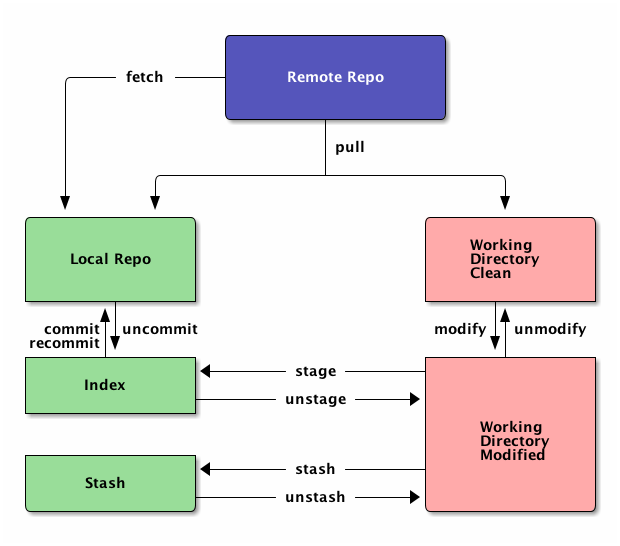 Remote Repo
fetch
pull
Local Repo
Working
Directory
Clean
commit
recommit
uncommit
modify
unmodify
Index
stage
unstage
Working
Directory
Modified
Stash
stash
unstash